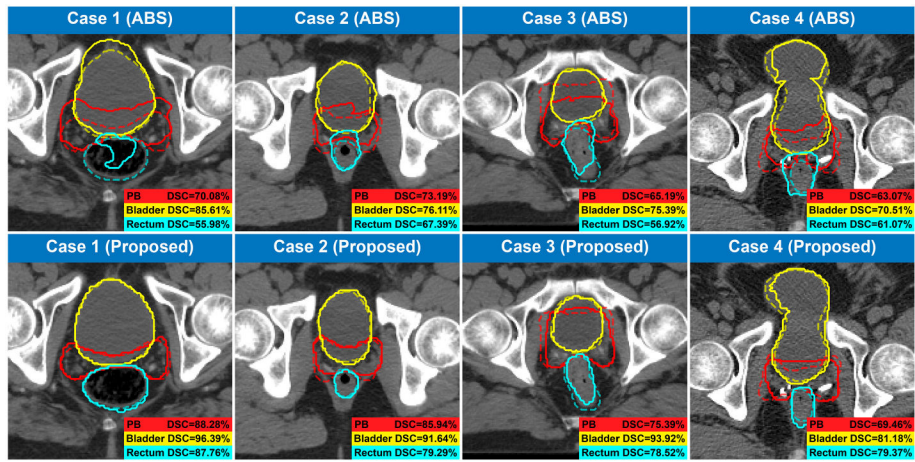 Case 1 (ABS)
Case 2 (ABS)
Case 3 (ABS)
Case 4 (ABS)
PB DSC=70.08%
Bladder DSC=85.61%
Rectum DSC=55.98%
PB DSC=73.19%
Bladder DSC=76.11%
Rectum DSC=67.39%
PB DSC=65.19%
Bladder DSC=75.39%
Rectum DSC=56.92%
PB DSC=63.07%
Bladder DSC=70.51%
Rectum DSC=61.07%
Case 1 (Proposed)
Case 2 (Proposed)
Case 3 (Proposed)
Case 4 (Proposed)
PB DSC=88.28%
Bladder DSC=96.39%
Rectum DSC=87.76%
PB DSC=85.94%
Bladder DSC=91.64%
Rectum DSC=79.29%
PB DSC=75.39%
Bladder DSC=93.92%
Rectum DSC=78.52%
PB DSC=69.46%
Bladder DSC=81.18%
Rectum DSC=79.37%